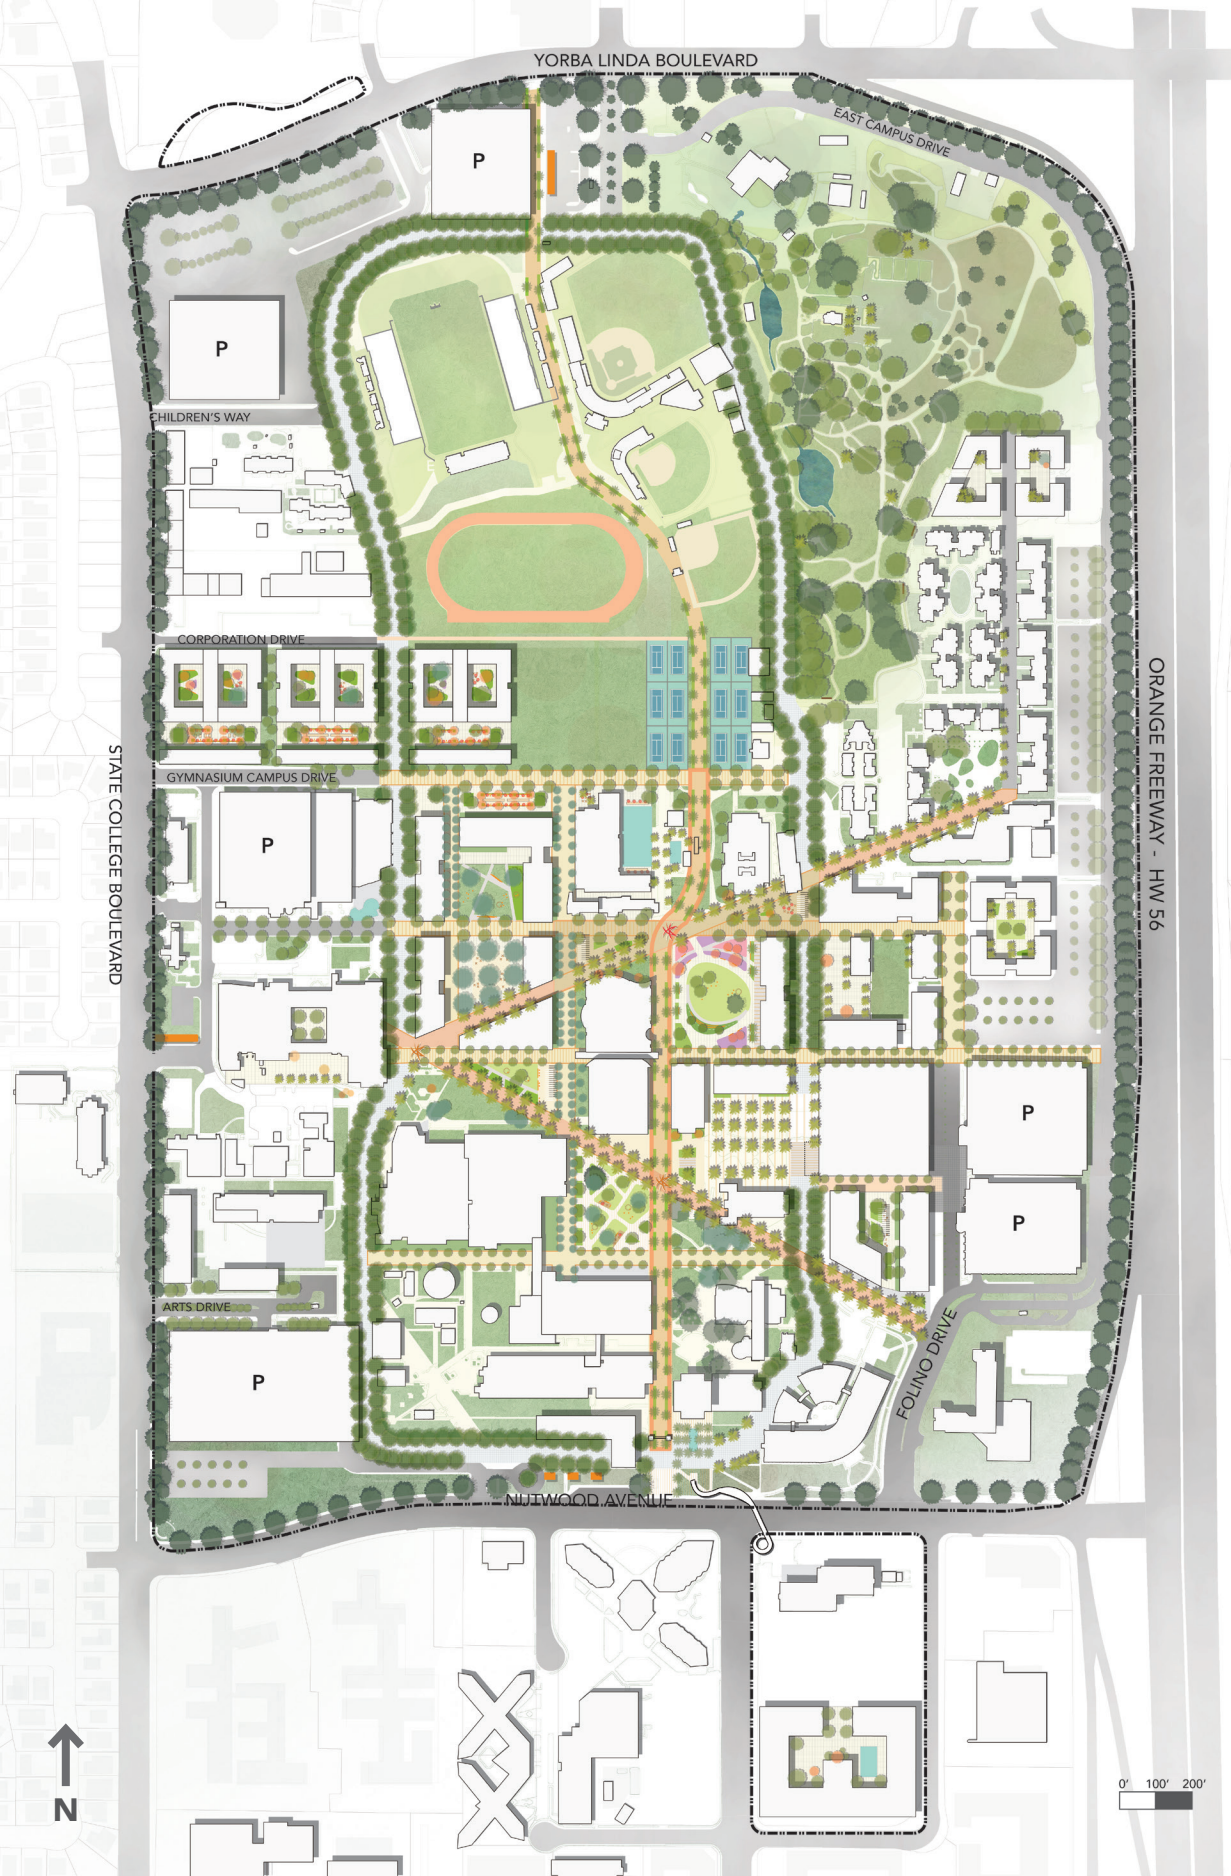 YORBA LINDA BOULEVARD
EAST CAMPUS DRIVE
P
P
CHILDREN'S WAY
CORPORATION DRIVE
ORANGE FREEWAY - HW 56
STATE COLLEGE BOULEVARD
GYMNASIUM CAMPUS DRIVE
P
P
P
ARTS DRIVE
FOLINO DRIVE
P
NUTWOOD AVENUE
N
0' 100' 200'